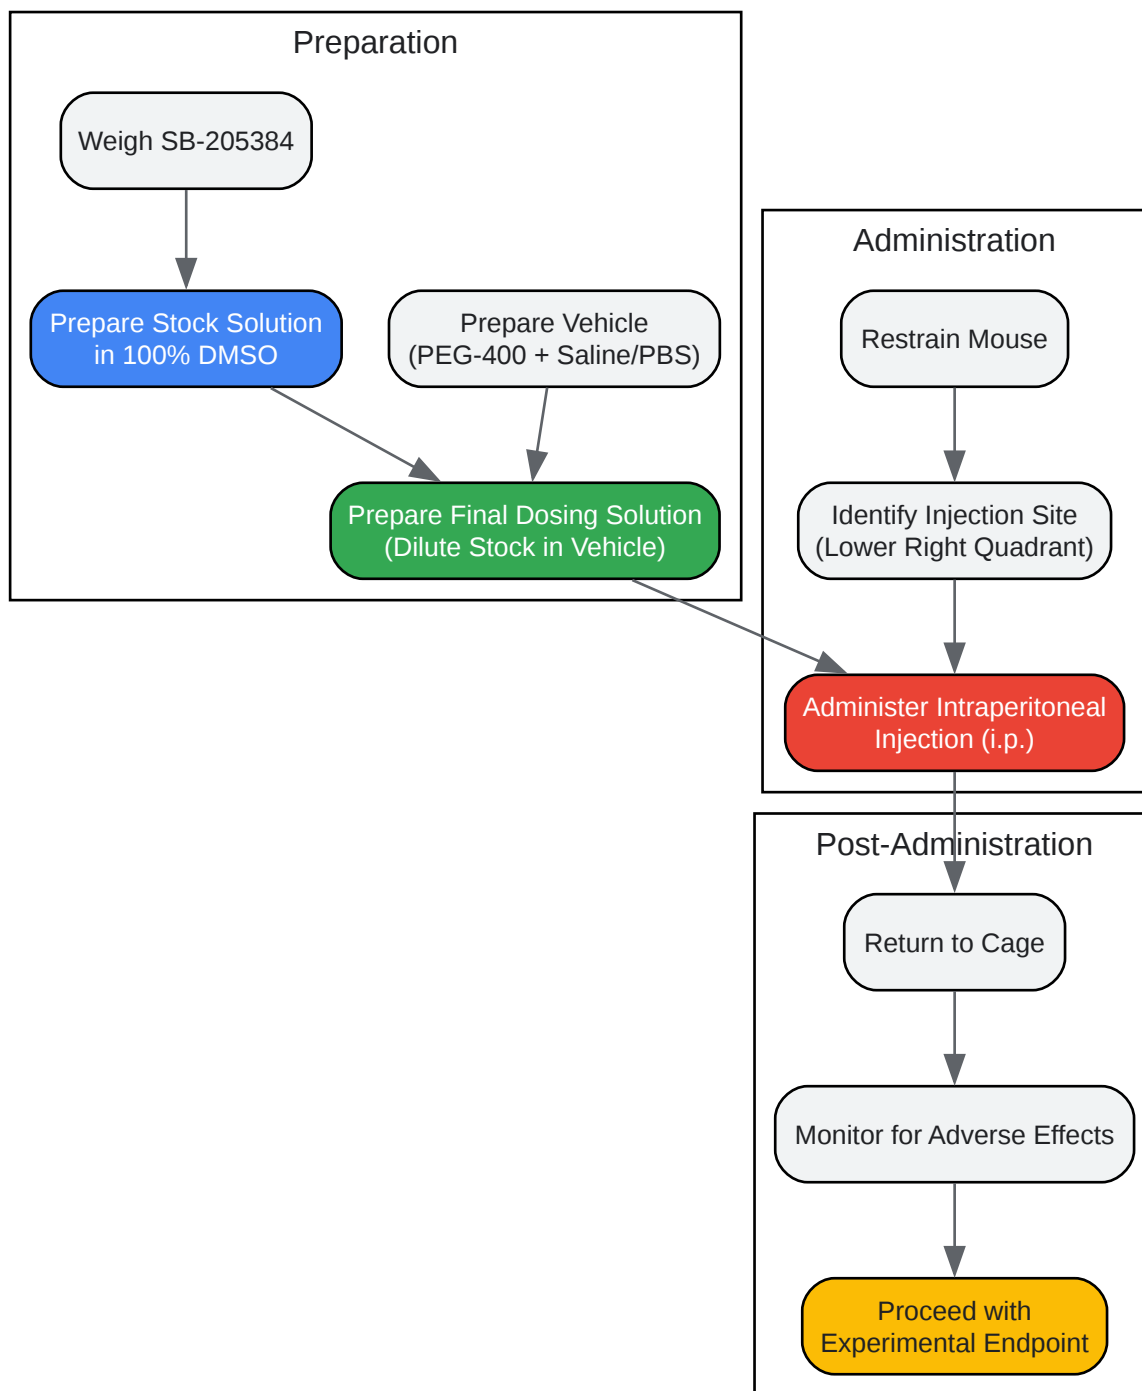 Preparation
Weigh SB-205384
Prepare Stock Solution
in 100% DMSO
Prepare Vehicle
(PEG-400 + Saline/PBS)
Prepare Final Dosing Solution
(Dilute Stock in Vehicle)
Administration
Restrain Mouse
Identify Injection Site
(Lower Right Quadrant)
Administer Intraperitoneal
Injection (i.p.)
Post-Administration
Return to Cage
Monitor for Adverse Effects
Proceed with
Experimental Endpoint